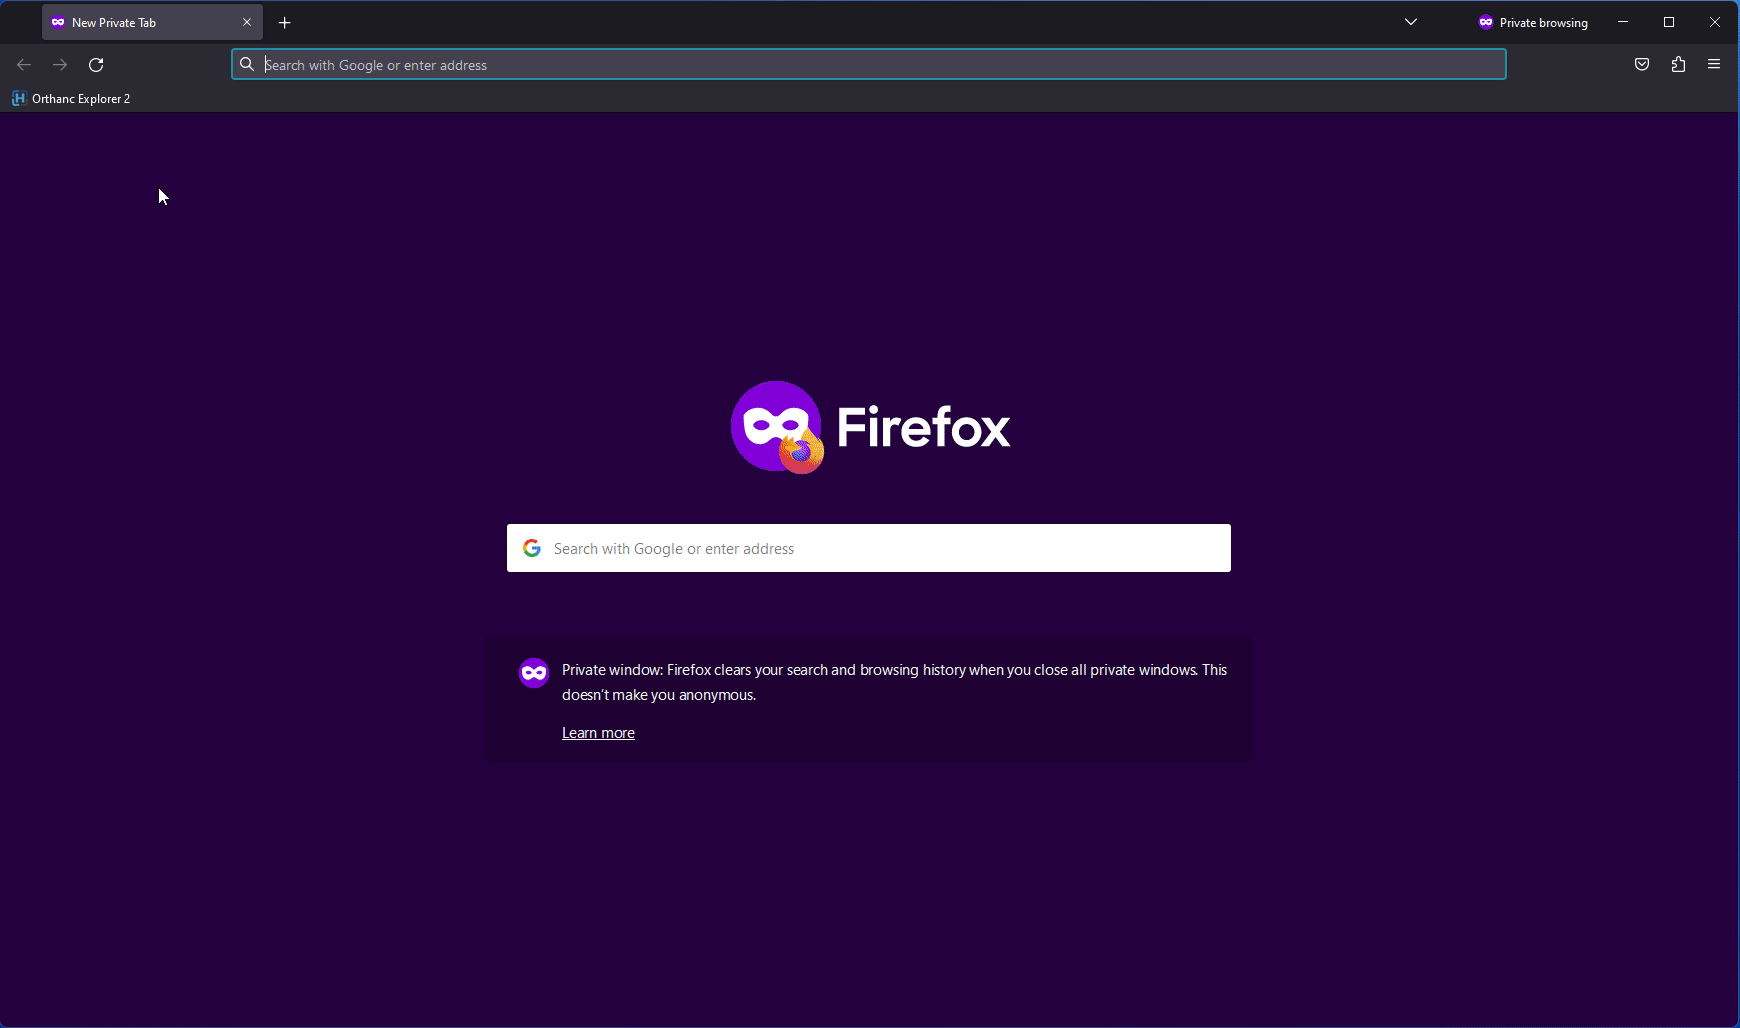 New Private Tab
Private browsing
Search with Google or enter address
Orthanc Explorer 2
Firefox
Search with Google or enter address
Private window: Firefox clears your search and browsing history when you close all private windows. This
doesn’t make you anonymous.
Learn more